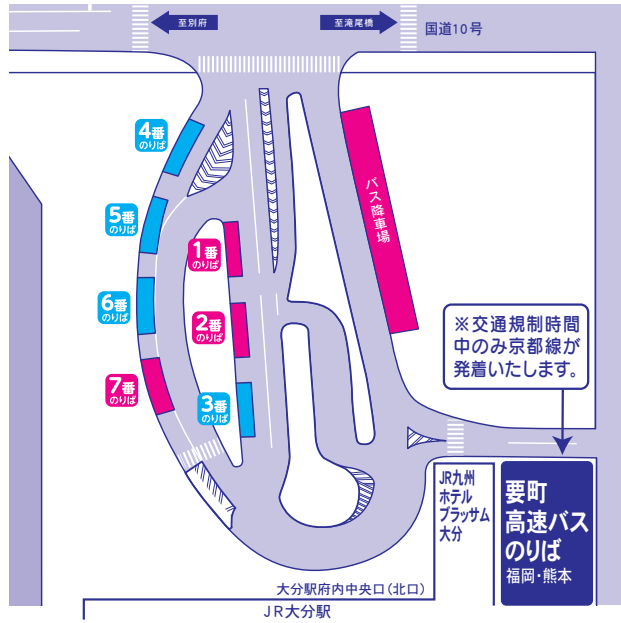 至別府
至滝尾橋
国道10号
4番
のりば
5番
のりば
6番
のりば
7番
のりば
1番
のりば
2番
のりば
3番
のりば
バス降車場
※交通規制時間
中のみ京都線が
発着いたします。
JR九州
ホテル
ブラッサム
大分
要町
高速バス
のりば
福岡・熊本
大分駅府内中央口（北口）
JR大分駅